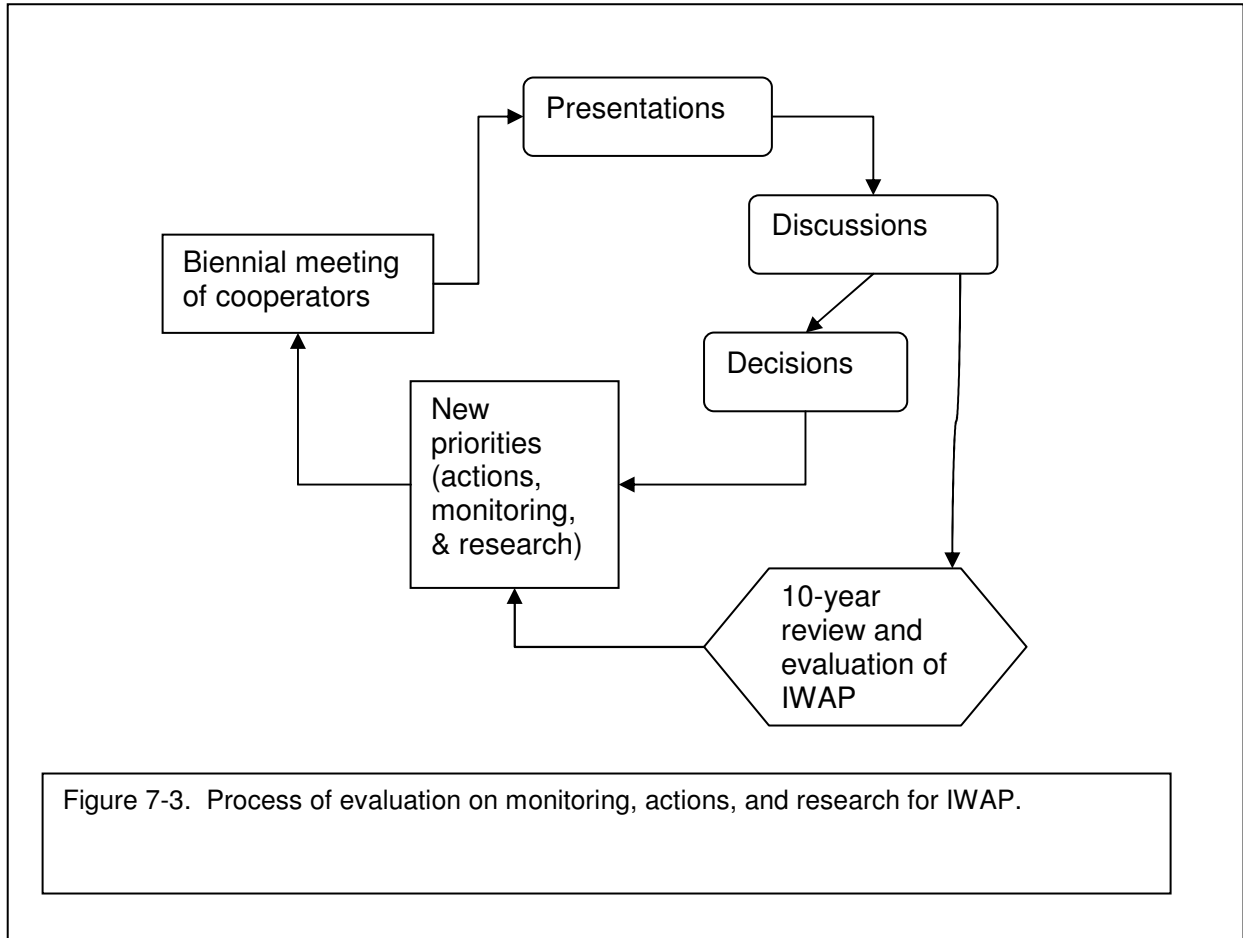 Presentations
Discussions
Biennial meeting
of cooperators
Decisions
New
priorities
(actions,
monitoring,
& research)
10-year
review and
evaluation of
IWAP
Figure 7-3.  Process of evaluation on monitoring, actions, and research for IWAP.